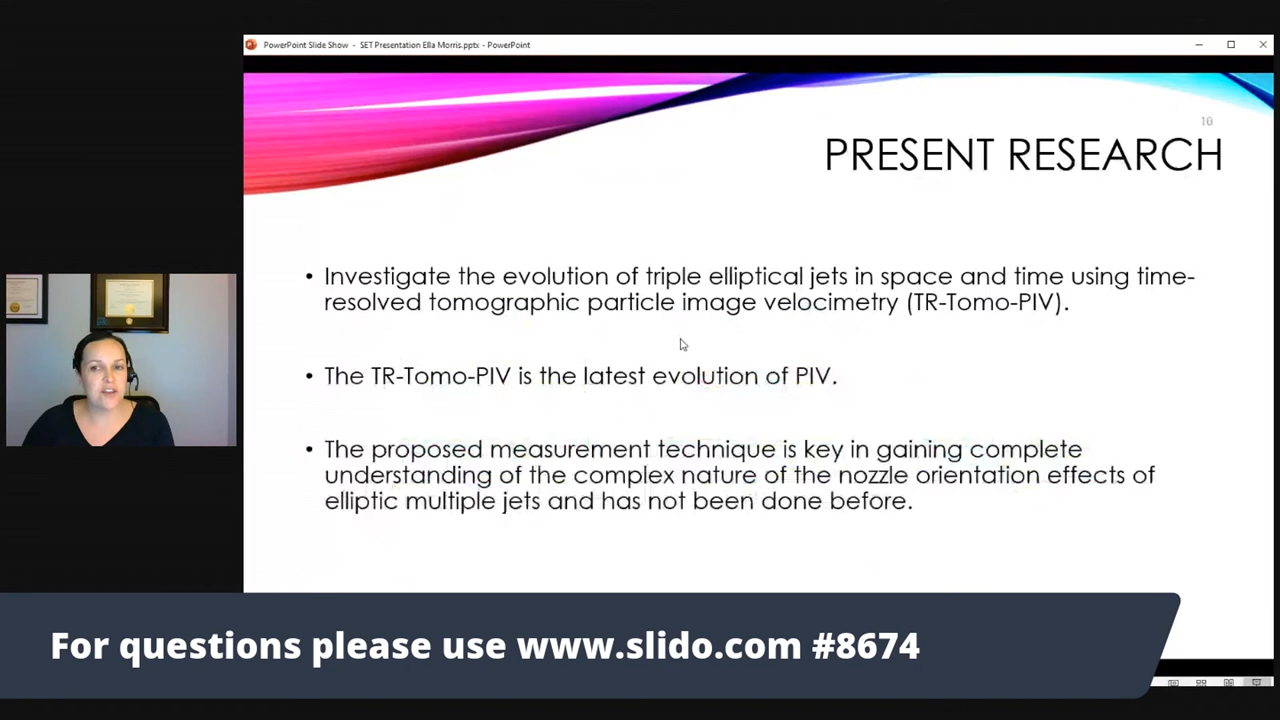 PowerPoint Slide Show - SET Presentation Ella Morris.pptx - PowerPoint
10
PRESENT RESEARCH
• Investigate the evolution of triple elliptical jets in space and time using time-
resolved tomographic particle image velocimetry (TR-Tomo-PIV).
• The TR-Tomo-PIV is the latest evolution of PIV.
• The proposed measurement technique is key in gaining complete
understanding of the complex nature of the nozzle orientation effects of
elliptic multiple jets and has not been done before.
For questions please use www.slido.com #8674